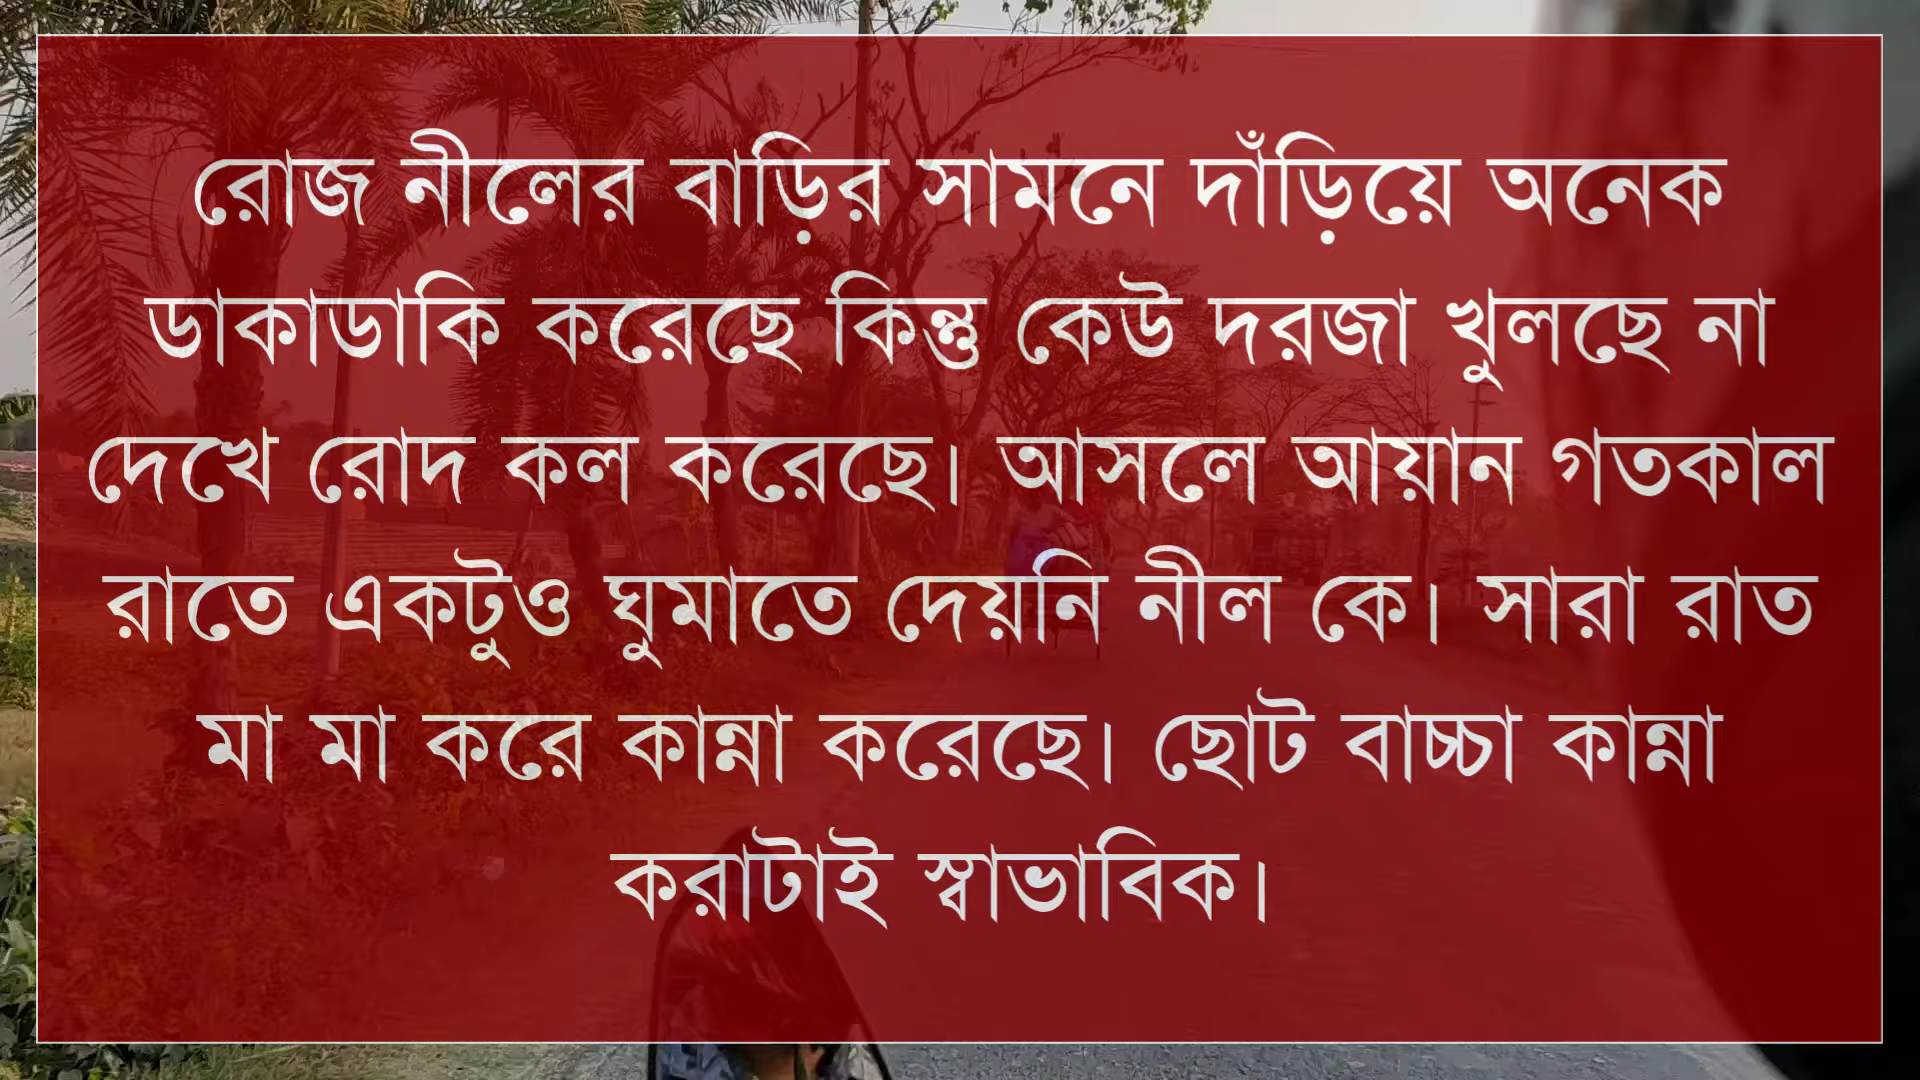 রোজ নীলের বাড়ির সামনে দাঁড়িয়ে অনেক
ডাকাডাকি করেছে কিন্তু কেউ দরজা খুলছে না
দেখে রোদ কল করেছে। আসলে আয়ান গতকাল
রাতে একটুও ঘুমাতে দেয়নি নীল কে। সারা রাত
মা মা করে কান্না করেছে। ছোট বাচ্চা কান্না
করাটাই স্বাভাবিক।